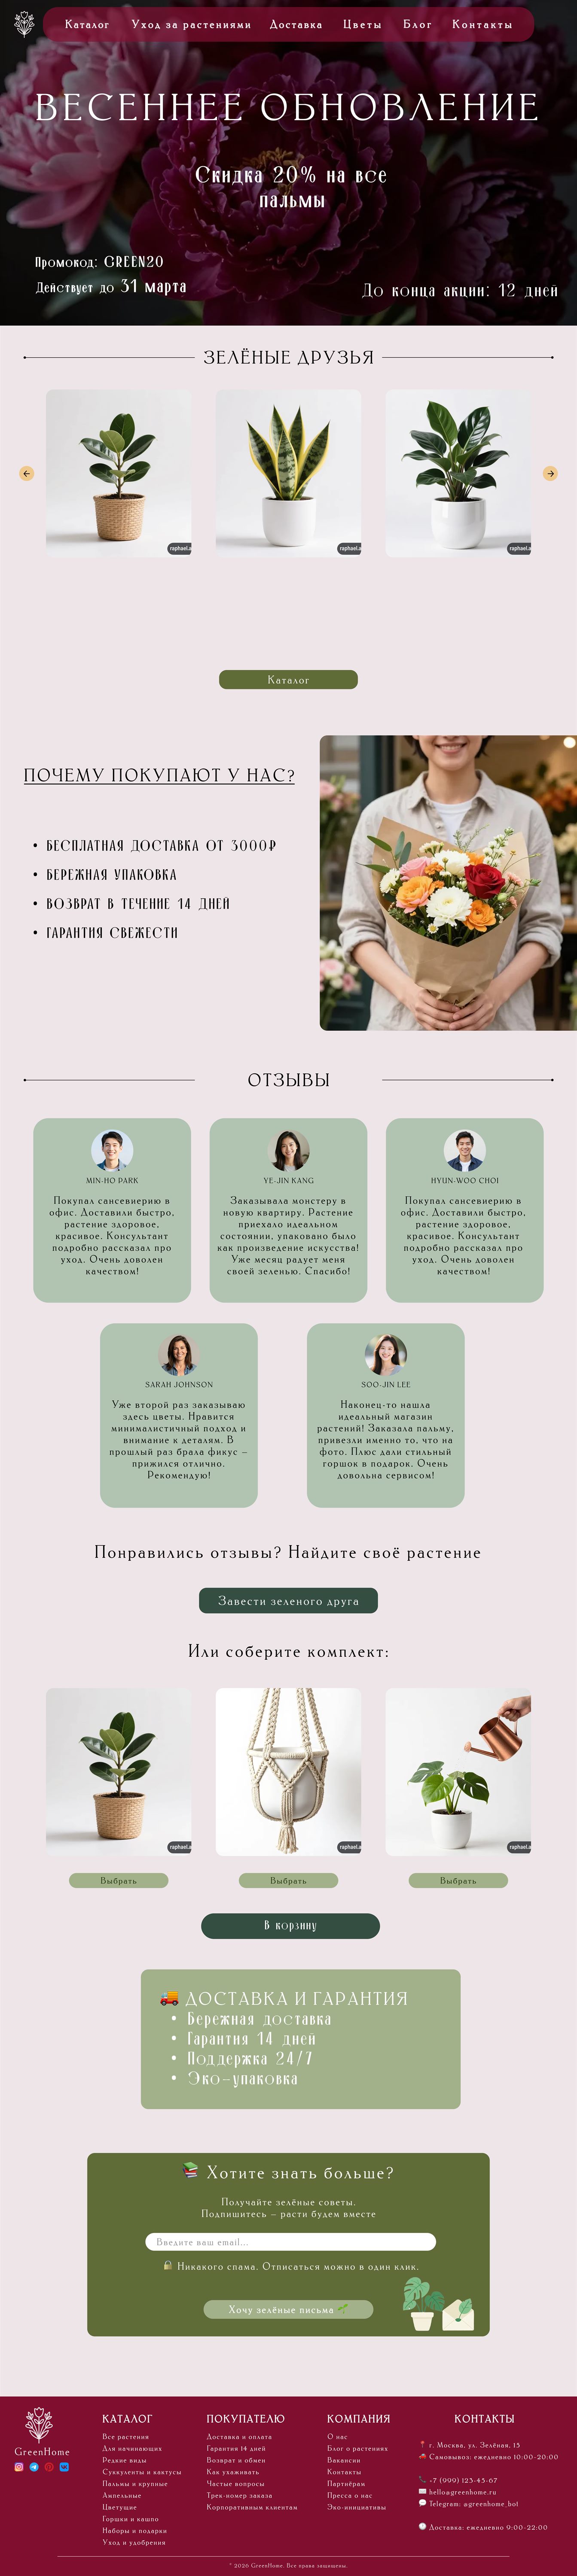 Каталог Уход за растениями Доставка Цветы Блог Контакты
ВЕСЕННЕЕ ОБНОВЛЕНИЕ
Скидка 20% на все
пальмы
Промокод: GREEN20
Действует до 31 марта
До конца акции: 12 дней
ЗЕЛЁНЫЕ ДРУЗЬЯ
raphael.a
raphael.a
raphael.a
Каталог
ПОЧЕМУ ПОКУПАЮТ У НАС?
• БЕСПЛАТНАЯ ДОСТАВКА ОТ 3000₽
• БЕРЕЖНАЯ УПАКОВКА
• ВОЗВРАТ В ТЕЧЕНИЕ 14 ДНЕЙ
• ГАРАНТИЯ СВЕЖЕСТИ
ОТЗЫВЫ
MIN-HO PARK
Покупал сансевиерию в
офис. Доставили быстро,
растение здоровое,
красивое. Консультант
подробно рассказал про
уход. Очень доволен
качеством!
YE-JIN KANG
Заказывала монстеру в
новую квартиру. Растение
приехало идеальном
состоянии, упаковано было
как произведение искусства!
Уже месяц радует меня
своей зеленью. Спасибо!
HYUN-WOO CHOI
Покупал сансевиерию в
офис. Доставили быстро,
растение здоровое,
красивое. Консультант
подробно рассказал про
уход. Очень доволен
качеством!
SARAH JOHNSON
Уже второй раз заказываю
здесь цветы. Нравится
минималистичный подход и
внимание к деталям. В
прошлый раз брала фикус –
прижился отлично.
Рекомендую!
SOO-JIN LEE
Наконец-то нашла
идеальный магазин
растений! Заказала пальму,
привезли именно то, что на
фото. Плюс дали стильный
горшок в подарок. Очень
довольна сервисом!
Понравились отзывы? Найдите своё растение
Завести зеленого друга
Или соберите комплект:
raphael.a
raphael.a
raphael.a
Выбрать
Выбрать
Выбрать
В корзину
ДОСТАВКА И ГАРАНТИЯ
• Бережная доставка
• Гарантия 14 дней
• Поддержка 24/7
• Эко-упаковка
Хотите знать больше?
Получайте зелёные советы.
Подпишитесь – расти будем вместе
Введите ваш email...
Никакого спама. Отписаться можно в один клик.
Хочу зелёные письма
GreenHome
КАТАЛОГ
Все растения
Для начинающих
Редкие виды
Суккуленты и кактусы
Пальмы и крупные
Ампельные
Цветущие
Горшки и кашпо
Наборы и подарки
Уход и удобрения
ПОКУПАТЕЛЮ
Доставка и оплата
Гарантия 14 дней
Возврат и обмен
Как ухаживать
Частые вопросы
Трек-номер заказа
Корпоративным клиентам
КОМПАНИЯ
О нас
Блог о растениях
Вакансии
Контакты
Партнёрам
Пресса о нас
Эко-инициативы
КОНТАКТЫ
г. Москва, ул. Зелёная, 15
Самовывоз: ежедневно 10:00-20:00
+7 (999) 123-45-67
hello@greenhome.ru
Telegram: @greenhome_bot
Доставка: ежедневно 9:00-22:00
© 2026 GreenHome. Все права защищены.